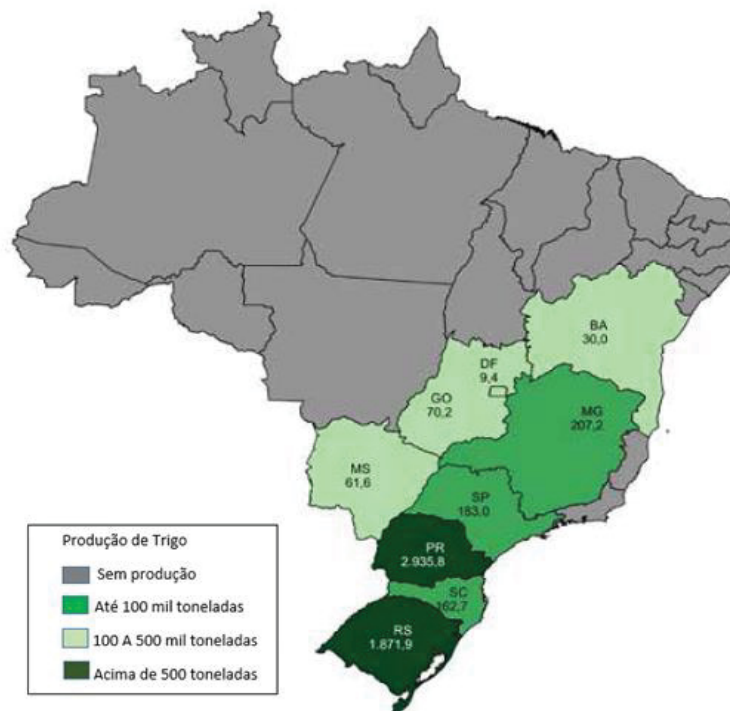 BA
30,0
DF
9,4
GO
70,2
MG
207,2
MS
61,6
SP
183,0
PR
2.935,8
SC
162,7
RS
1.871,9
Produção de Trigo
Sem produção
Até 100 mil toneladas
100 A 500 mil toneladas
Acima de 500 toneladas